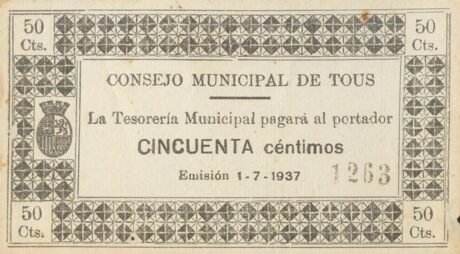 50 Cts.
50 Cts.
CONSEJO MUNICIPAL DE TOUS
La Tesorería Municipal pagará al portador
CINCUENTA céntimos
Emisión 1-7-1937
1263
50 Cts.
50 Cts.